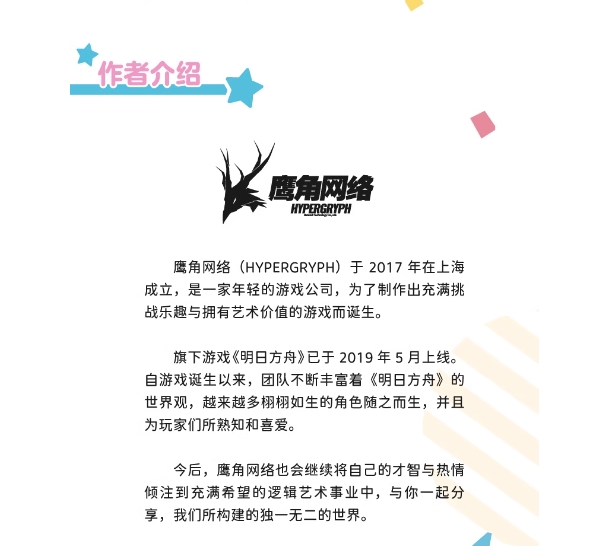 作者介绍
鹰角网络
HYPERGRYPH
鹰角网络（HYPERGRYPH）于 2017 年在上海
成立，是一家年轻的游戏公司，为了制作出充满挑
战乐趣与拥有艺术价值的游戏而诞生。
旗下游戏《明日方舟》已于 2019 年 5 月上线。
自游戏诞生以来，团队不断丰富着《明日方舟》的
世界观，越来越多栩栩如生的角色随之而生，并且
为玩家们所熟知和喜爱。
今后，鹰角网络也会继续将自己的才智与热情
倾注到充满希望的逻辑艺术事业中，与你一起分
享，我们所构建的独一无二的世界。